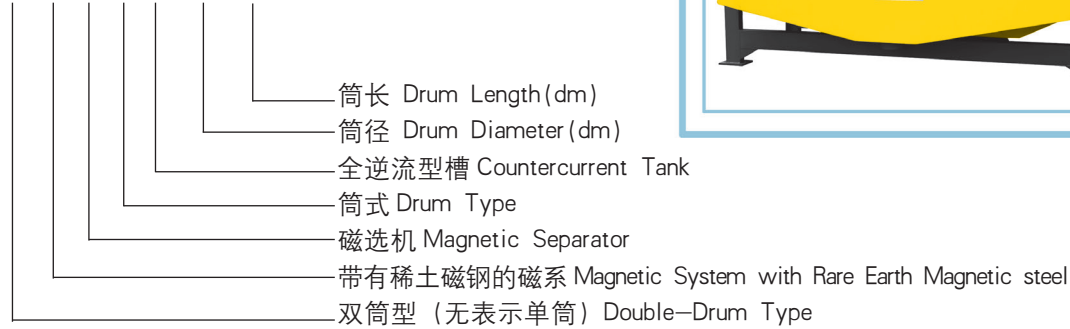 筒长 Drum Length(dm)
筒径 Drum Diameter(dm)
全逆流型槽 Countercurrent Tank
筒式 Drum Type
磁选机 Magnetic Separator
带有稀土磁钢的磁系 Magnetic System with Rare Earth Magnetic steel
双筒型（无表示单筒）Double-Drum Type